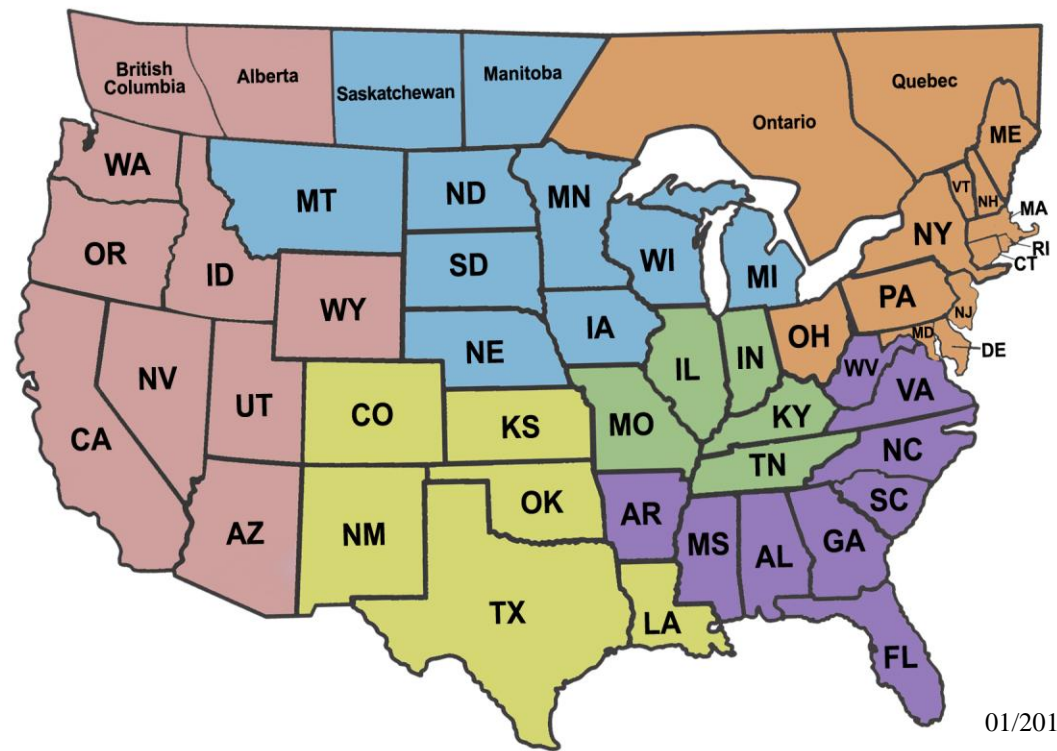 British
Columbia
Alberta
Saskatchewan
Manitoba
Ontario
Quebec
WA
MT
ND
MN
ME
VT
NH
MA
OR
ID
SD
WI
MI
NY
RI
CT
WY
IA
PA
NJ
NE
OH
MD
DE
NV
UT
CO
KS
IL
IN
WV
VA
CA
MO
KY
NC
TN
AZ
NM
OK
AR
SC
MS
AL
GA
TX
LA
FL
01/201